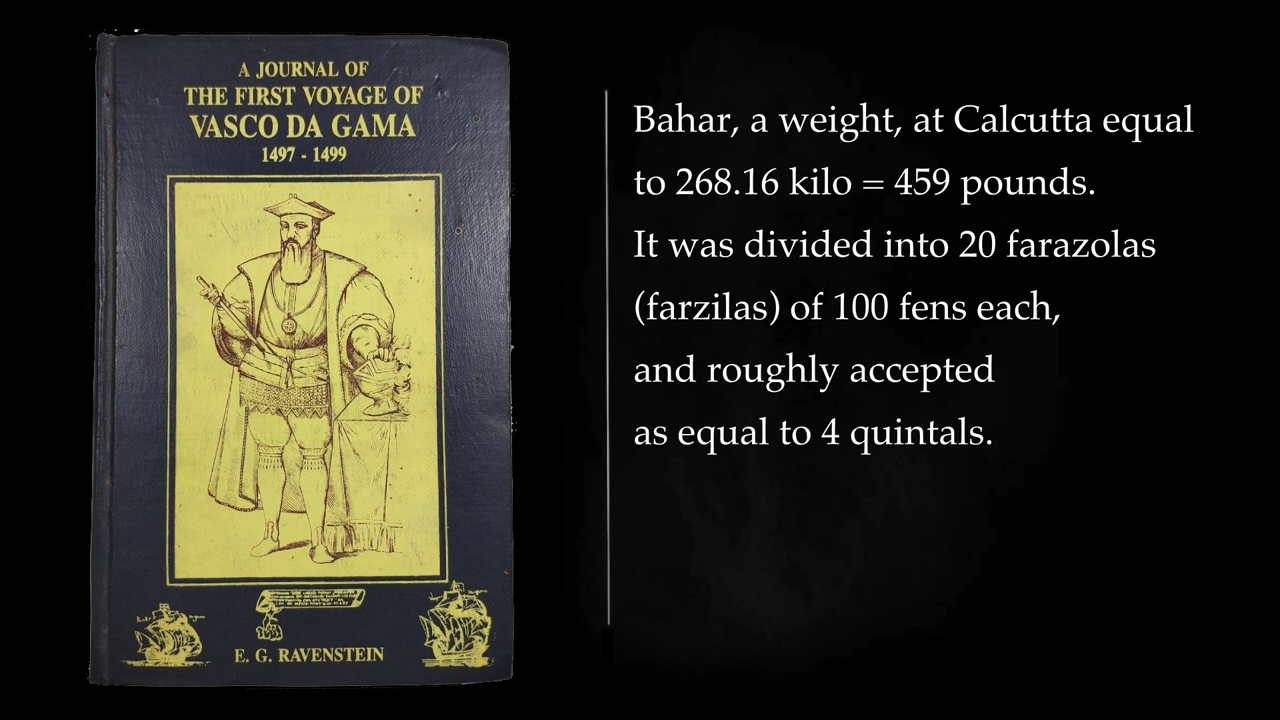 A JOURNAL OF
THE FIRST VOYAGE OF
VASCO DA GAMA
1497 - 1499
E. G. RAVENSTEIN
Bahar, a weight, at Calcutta equal
to 268.16 kilo = 459 pounds.
It was divided into 20 farazolas
(farzilas) of 100 fens each,
and roughly accepted
as equal to 4 quintals.